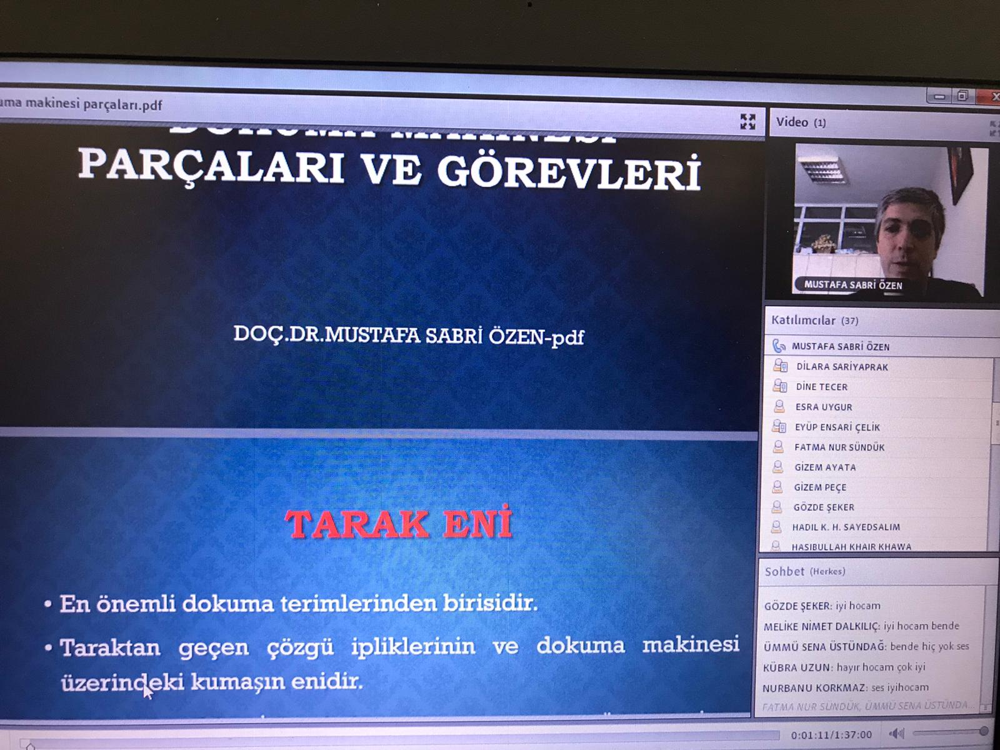 uma makinesi parçaları.pdf
DOKUMA MAKİNESİ
PARÇALARI VE GÖREVLERİ
DOÇ.DR.MUSTAFA SABRİ ÖZEN-pdf
TARAK ENİ
• En önemli dokuma terimlerinden birisidir.
• Taraktan geçen çözgü ipliklerinin ve dokuma makinesi
üzerindeki kumaşın enidir.
Video (1)
MUSTAFA SABRİ ÖZEN
Katılımcılar (37)
MUSTAFA SABRİ ÖZEN
DİLARA SARİYAPRAK
DİNE TECER
ESRA UYGUR
EYÜP ENSARİ ÇELİK
FATMA NUR SÜNDÜK
GİZEM AYATA
GİZEM PEÇE
GÖZDE ŞEKER
HADIL K. H. SAYEDSALIM
HASIBULLAH KHAIR KHAWA
Sohbet (Herkes)
GÖZDE ŞEKER: iyi hocam
MELİKE NİMET DALKILIÇ: iyi hocam bende
ÜMMÜ SENA ÜSTÜNDAĞ: bende hiç yok ses
KÜBRA UZUN: hayır hocam çok iyi
NURBANU KORKMAZ: ses iyihocam
FATMA NUR SÜNDÜK, ÜMMÜ SENA ÜSTÜNDA...
0:01:11/1:37:00